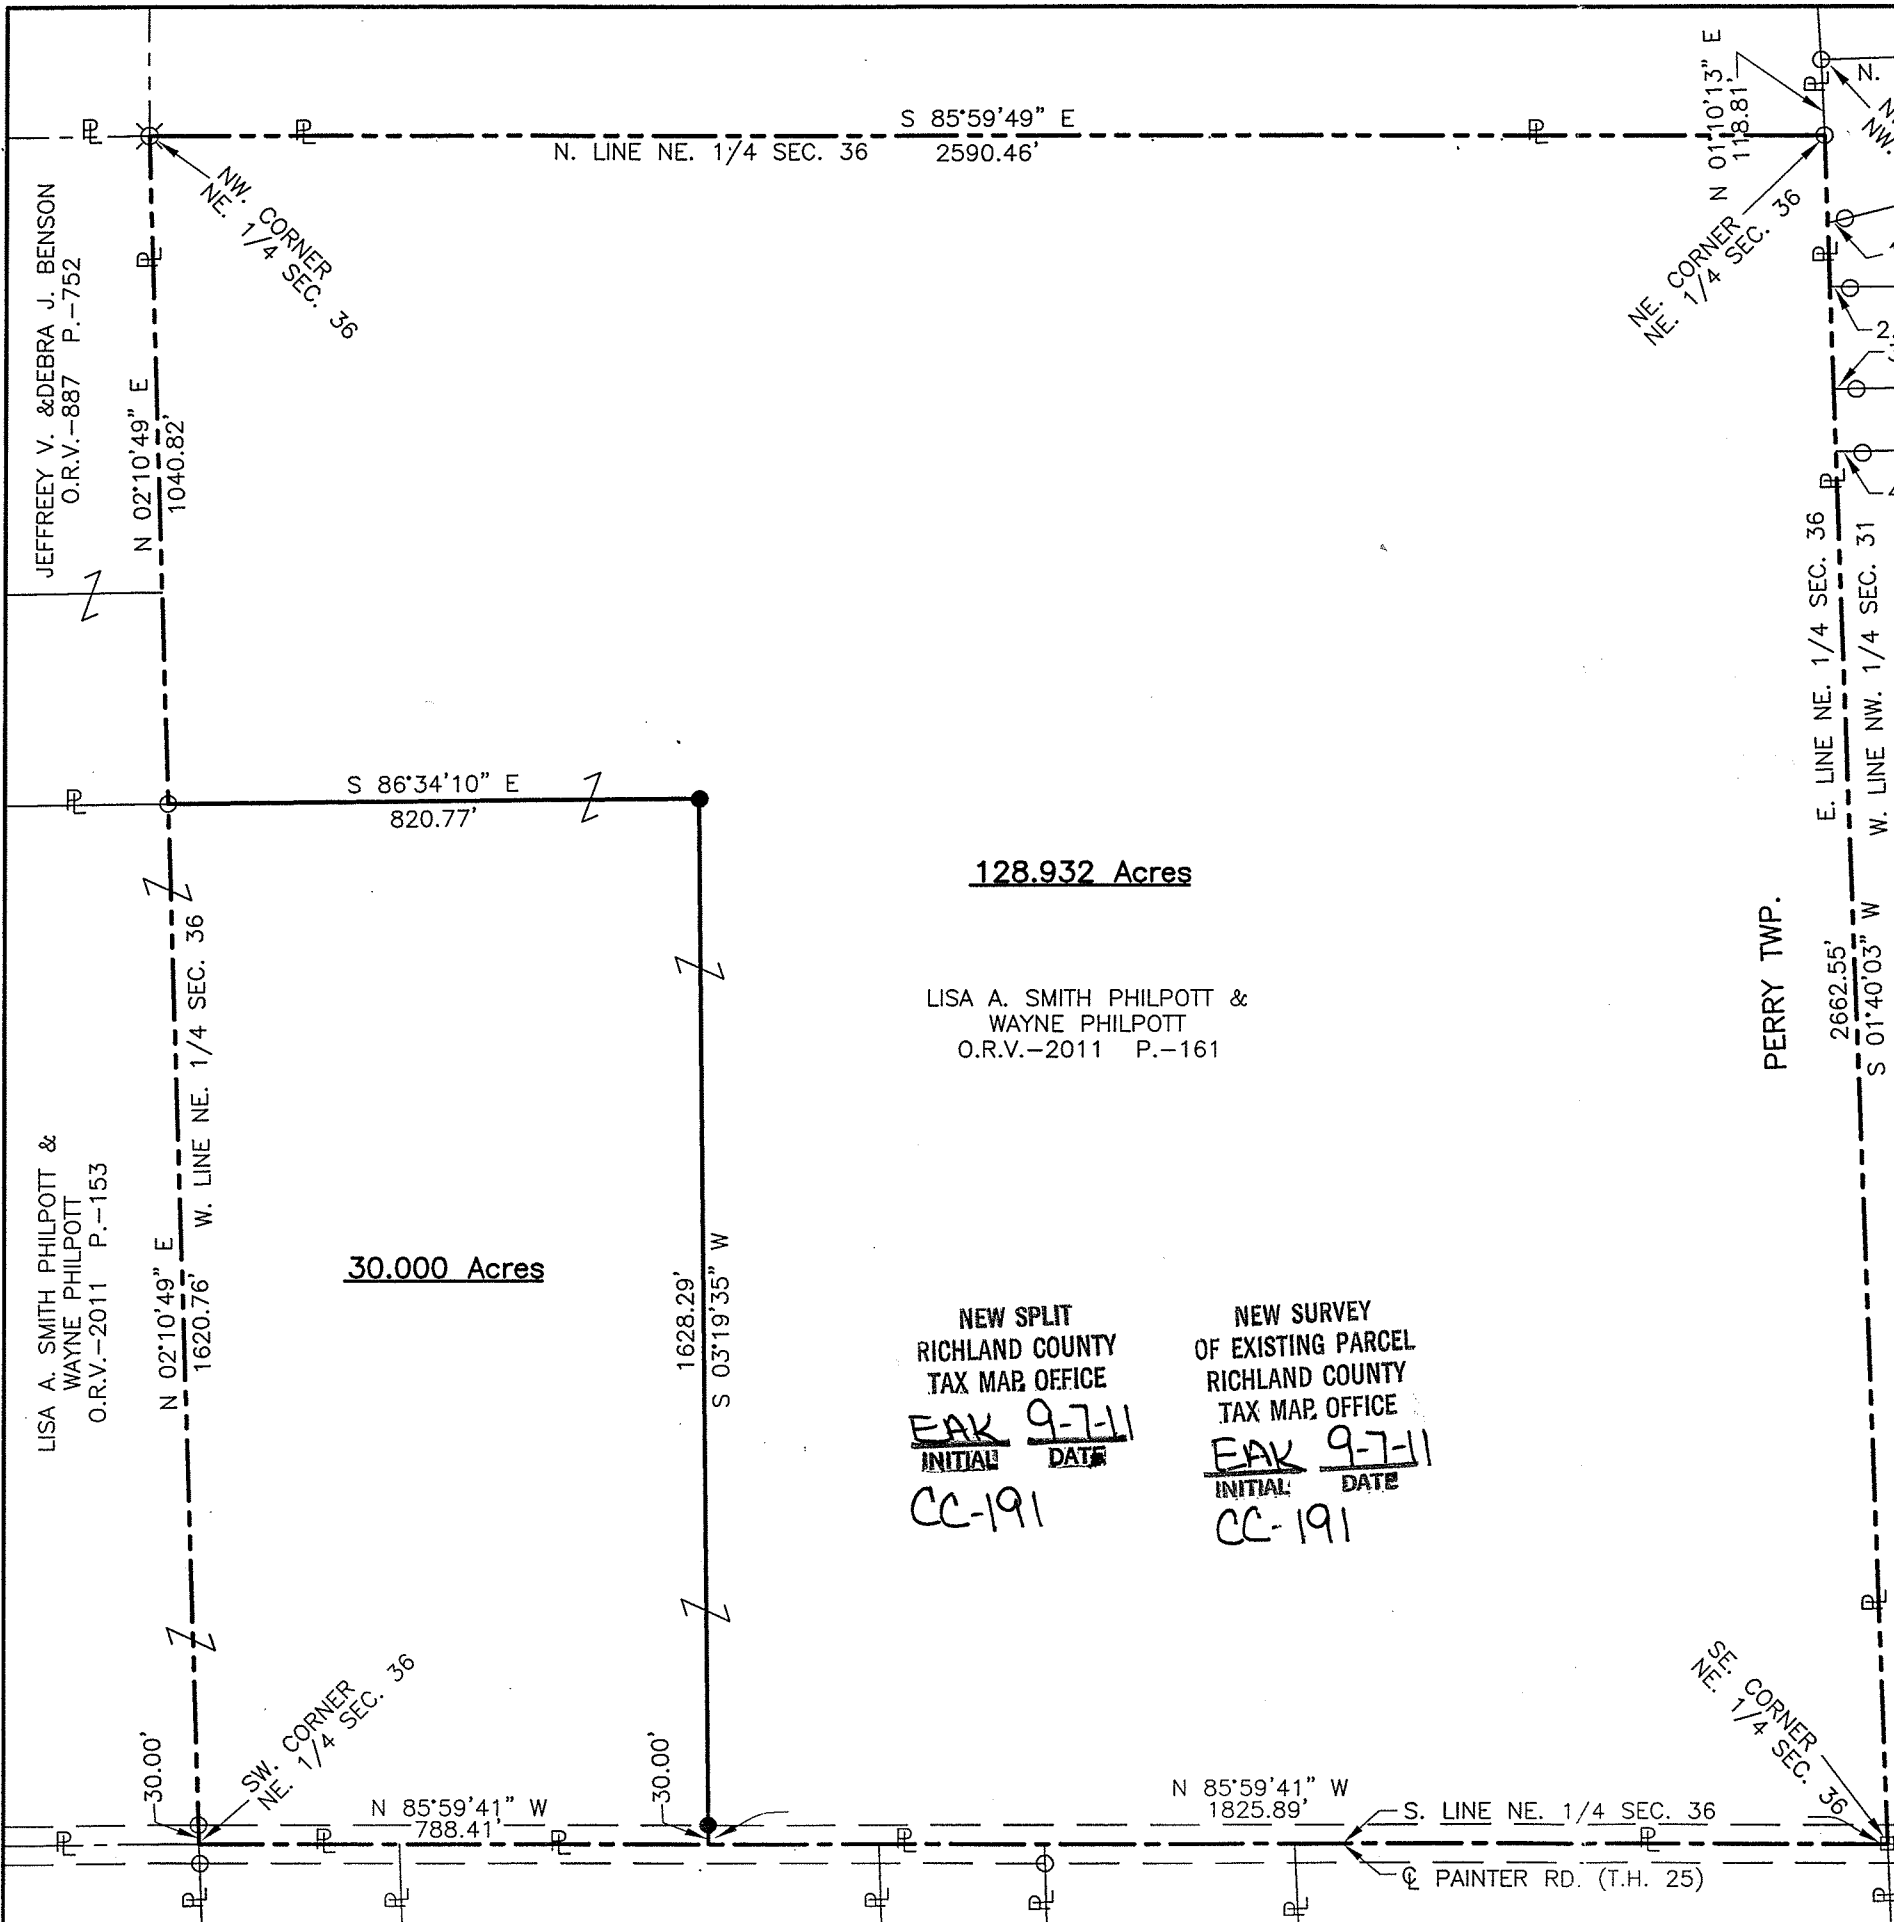 S 85°59'49" E
N. LINE NE. 1/4 SEC. 36 2590.46'
N 01°10'13" E
118.81'
N.
NW.
NW. CORNER
NE. 1/4 SEC. 36
NE. CORNER
NE. 1/4 SEC. 36
JEFFREY V. &DEBRA J. BENSON
O.R.V.-887 P.-752
N 02°10'49" E
1040.82'
E. LINE NE. 1/4 SEC. 36
W. LINE NW. 1/4 SEC. 31
S 86°34'10" E
820.77'
128.932 Acres
LISA A. SMITH PHILPOTT &
WAYNE PHILPOTT
O.R.V.-2011 P.-161
PERRY TWP.
2662.55'
S 01°40'03" W
W. LINE NE. 1/4 SEC. 36
LISA A. SMITH PHILPOTT &
WAYNE PHILPOTT
O.R.V.-2011 P.-153
N 02°10'49" E
1620.76'
30.000 Acres
1628.29'
S 03°19'35" W
NEW SPLIT
RICHLAND COUNTY
TAX MAP OFFICE
EAK 9-7-11
INITIAL DATE
CC-191
NEW SURVEY
OF EXISTING PARCEL
RICHLAND COUNTY
TAX MAP OFFICE
EAK 9-7-11
INITIAL DATE
CC-191
SW. CORNER
NE. 1/4 SEC. 36
SE. CORNER
NE. 1/4 SEC. 36
30.00'
30.00'
N 85°59'41" W
788.41'
N 85°59'41" W
1825.89'
S. LINE NE. 1/4 SEC. 36
℄ PAINTER RD. (T.H. 25)